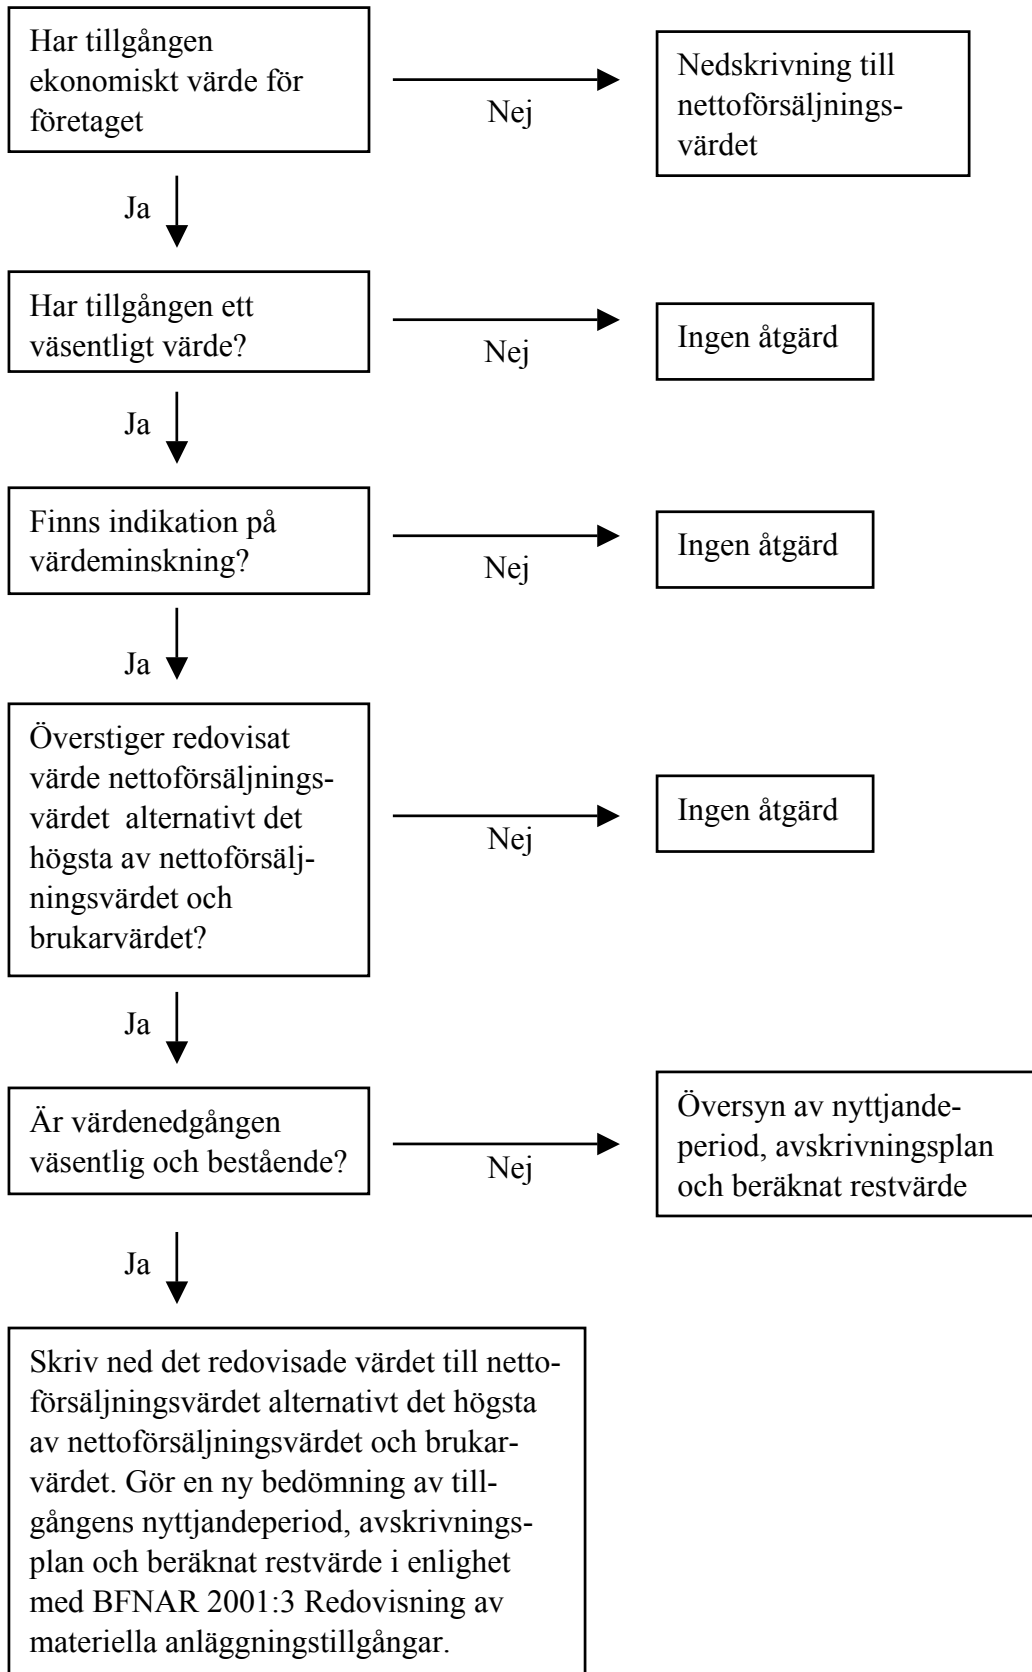 Har tillgången
ekonomiskt värde för
företaget
Nej
Nedskrivning till
nettoförsäljnings-
värdet
Ja
Har tillgången ett
väsentligt värde?
Nej
Ingen åtgärd
Ja
Finns indikation på
värdeminskning?
Nej
Ingen åtgärd
Ja
Överstiger redovisat
värde nettoförsäljnings-
värdet  alternativt det
högsta av nettoförsälj-
ningsvärdet och
brukarvärdet?
Nej
Ingen åtgärd
Ja
Är värdenedgången
väsentlig och bestående?
Nej
Översyn av nyttjande-
period, avskrivningsplan
och beräknat restvärde
Ja
Skriv ned det redovisade värdet till netto-
försäljningsvärdet alternativt det högsta
av nettoförsäljningsvärdet och brukar-
värdet. Gör en ny bedömning av till-
gångens nyttjandeperiod, avskrivnings-
plan och beräknat restvärde i enlighet
med BFNAR 2001:3 Redovisning av
materiella anläggningstillgångar.